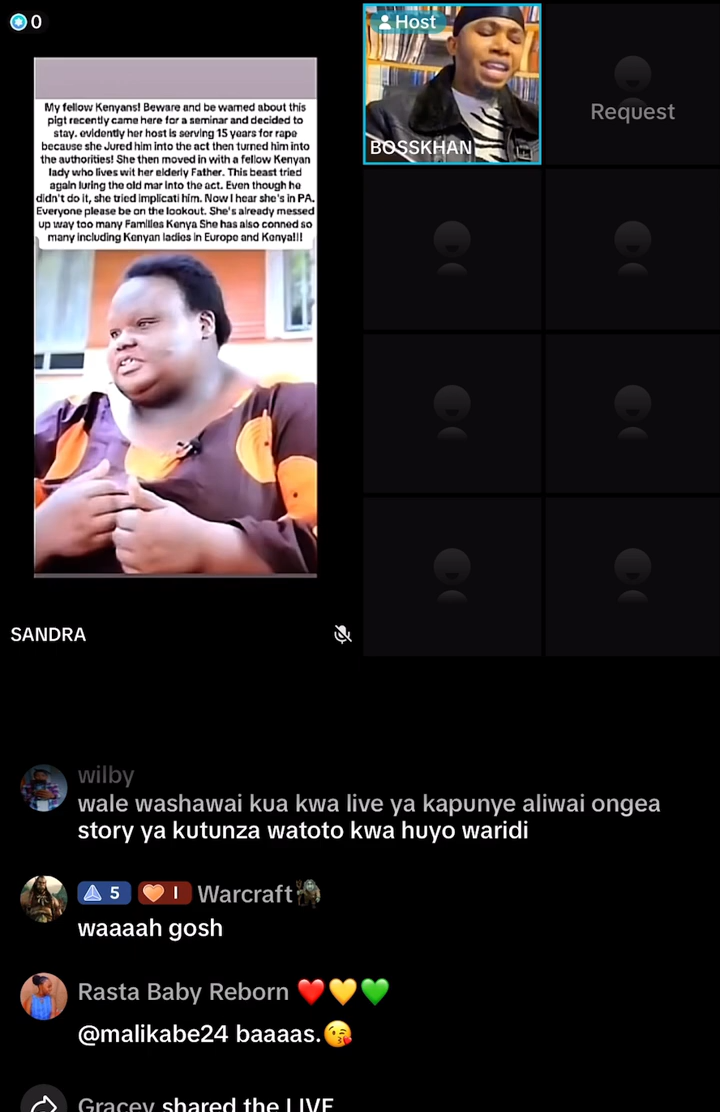 0
My fellow Kenyans! Beware and be warned about this
pigt recently came here for a seminar and decided to
stay. evidently her host is serving 15 years for rape
because she Jured him into the act then turned him into
the authorities! She then moved in with a fellow Kenyan
lady who lives wit her elderly Father. This beast tried
again luring the old mar into the act. Even though he
didn't do it, she tried implicati him. Now I hear she's in PA.
Everyone please be on the lookout. She's already messed
up way too many Families Kenya She has also conned so
many including Kenyan ladies in Europe and Konya!!!
SANDRA
Host
BOSSKHAN
Request
wilby
wale washawai kua kwa live ya kapunye aliwai ongea
story ya kutunza watoto kwa huyo waridi
5 I Warcraft
waaaah gosh
Rasta Baby Reborn ❤️💛💚
@malikabe24 baaaas.😘
Gracey shared the LIVE